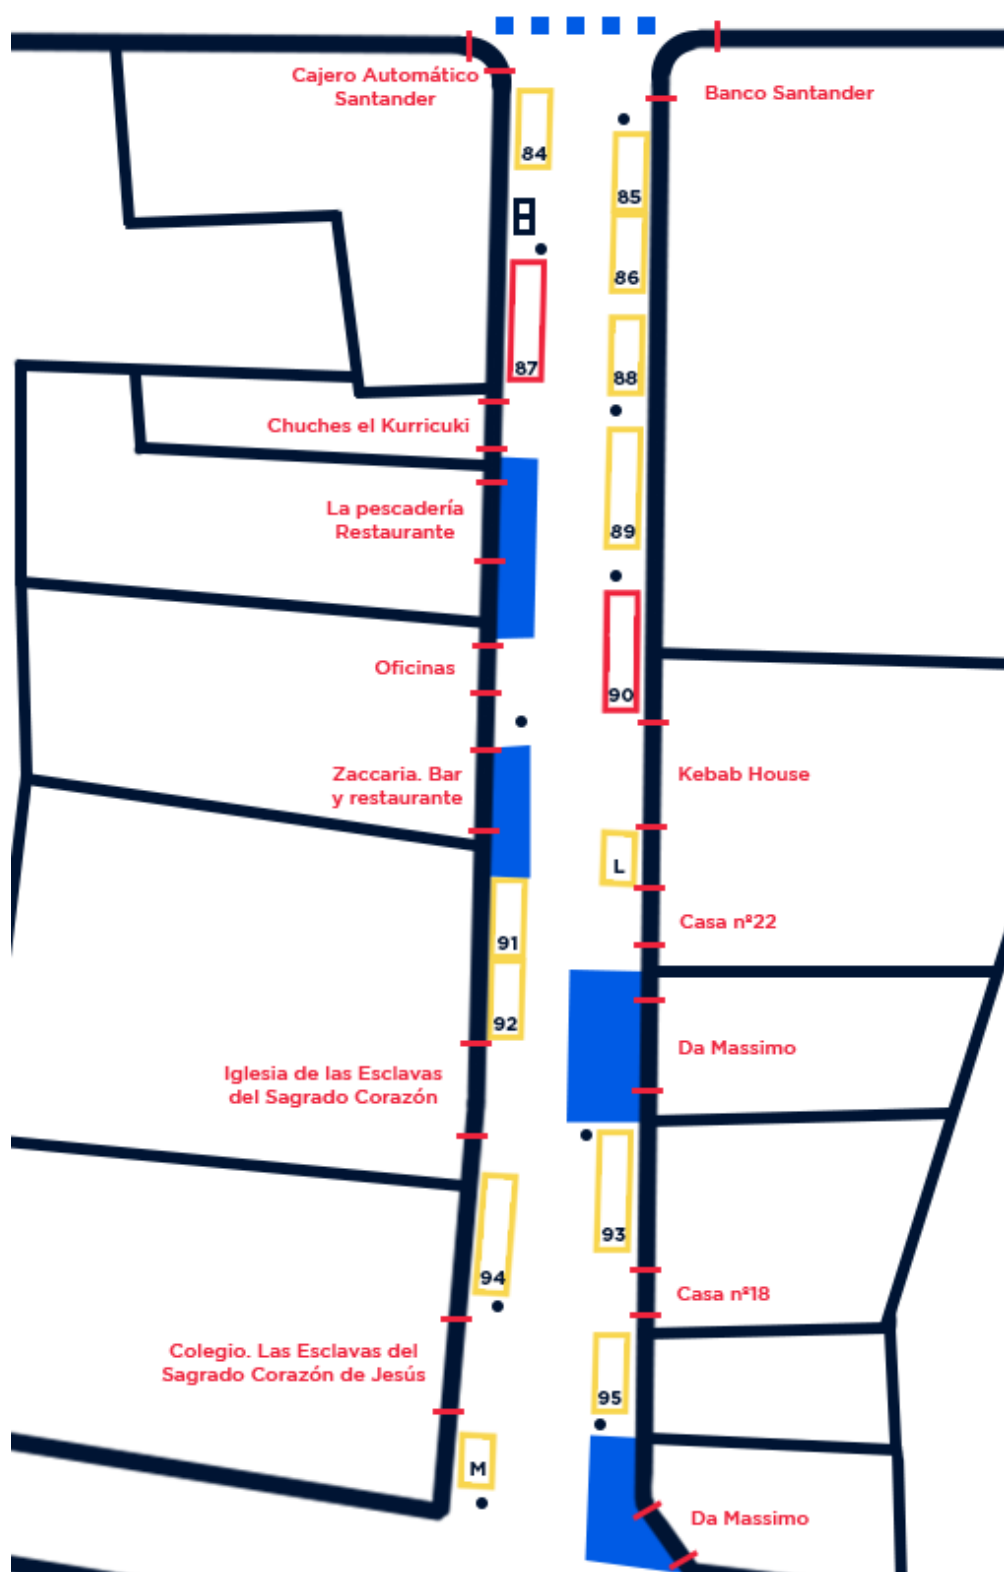 Cajero Automático
Santander
Banco Santander
84
85
86
87
88
Chuches el Kurricuki
La pescadería
Restaurante
89
Oficinas
90
Zaccaria. Bar
y restaurante
Kebab House
L
91
Casa nº22
92
Da Massimo
Iglesia de las Esclavas
del Sagrado Corazón
93
94
Casa nº18
Colegio. Las Esclavas del
Sagrado Corazón de Jesús
95
M
Da Massimo